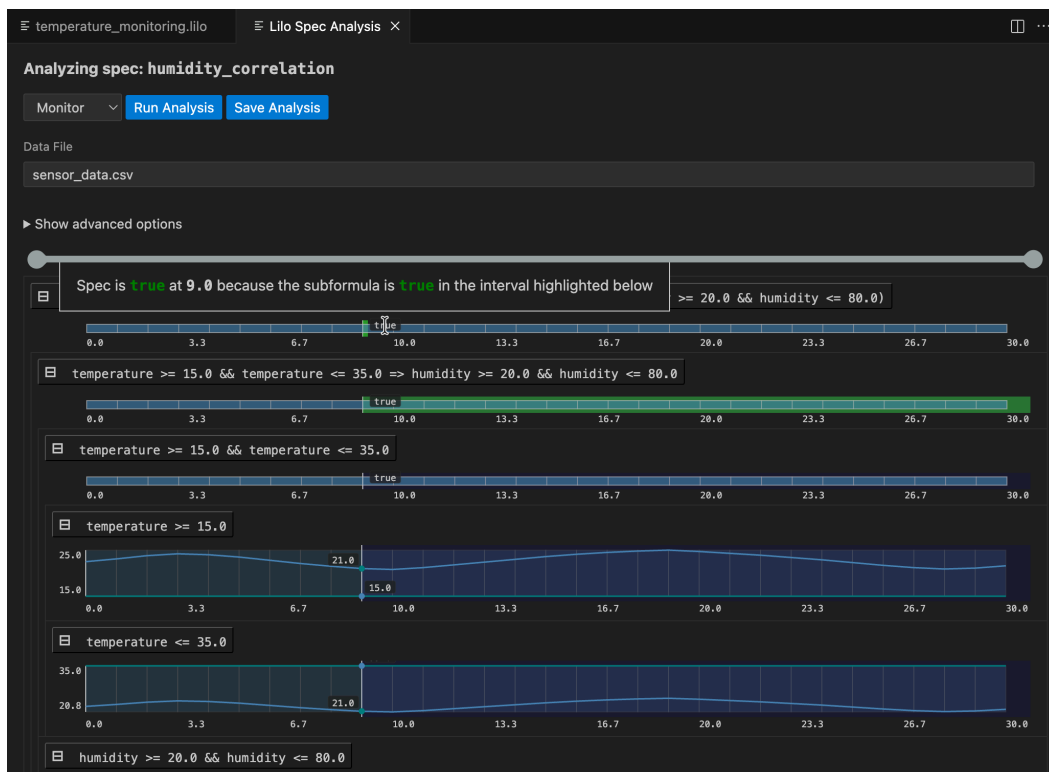 temperature_monitoring.lilo
Lilo Spec Analysis
Analyzing spec: humidity_correlation
Monitor Run Analysis Save Analysis
Data File
sensor_data.csv
Show advanced options
Spec is true at 9.0 because the subformula is true in the interval highlighted below
>= 20.0 && humidity <= 80.0)
true
0.0 3.3 6.7 10.0 13.3 16.7 20.0 23.3 26.7 30.0
temperature >= 15.0 && temperature <= 35.0 => humidity >= 20.0 && humidity <= 80.0
true
0.0 3.3 6.7 10.0 13.3 16.7 20.0 23.3 26.7 30.0
temperature >= 15.0 && temperature <= 35.0
true
0.0 3.3 6.7 10.0 13.3 16.7 20.0 23.3 26.7 30.0
temperature >= 15.0
25.0
21.0
15.0
15.0
0.0 3.3 6.7 10.0 13.3 16.7 20.0 23.3 26.7 30.0
temperature <= 35.0
35.0
20.8
21.0
0.0 3.3 6.7 10.0 13.3 16.7 20.0 23.3 26.7 30.0
humidity >= 20.0 && humidity <= 80.0